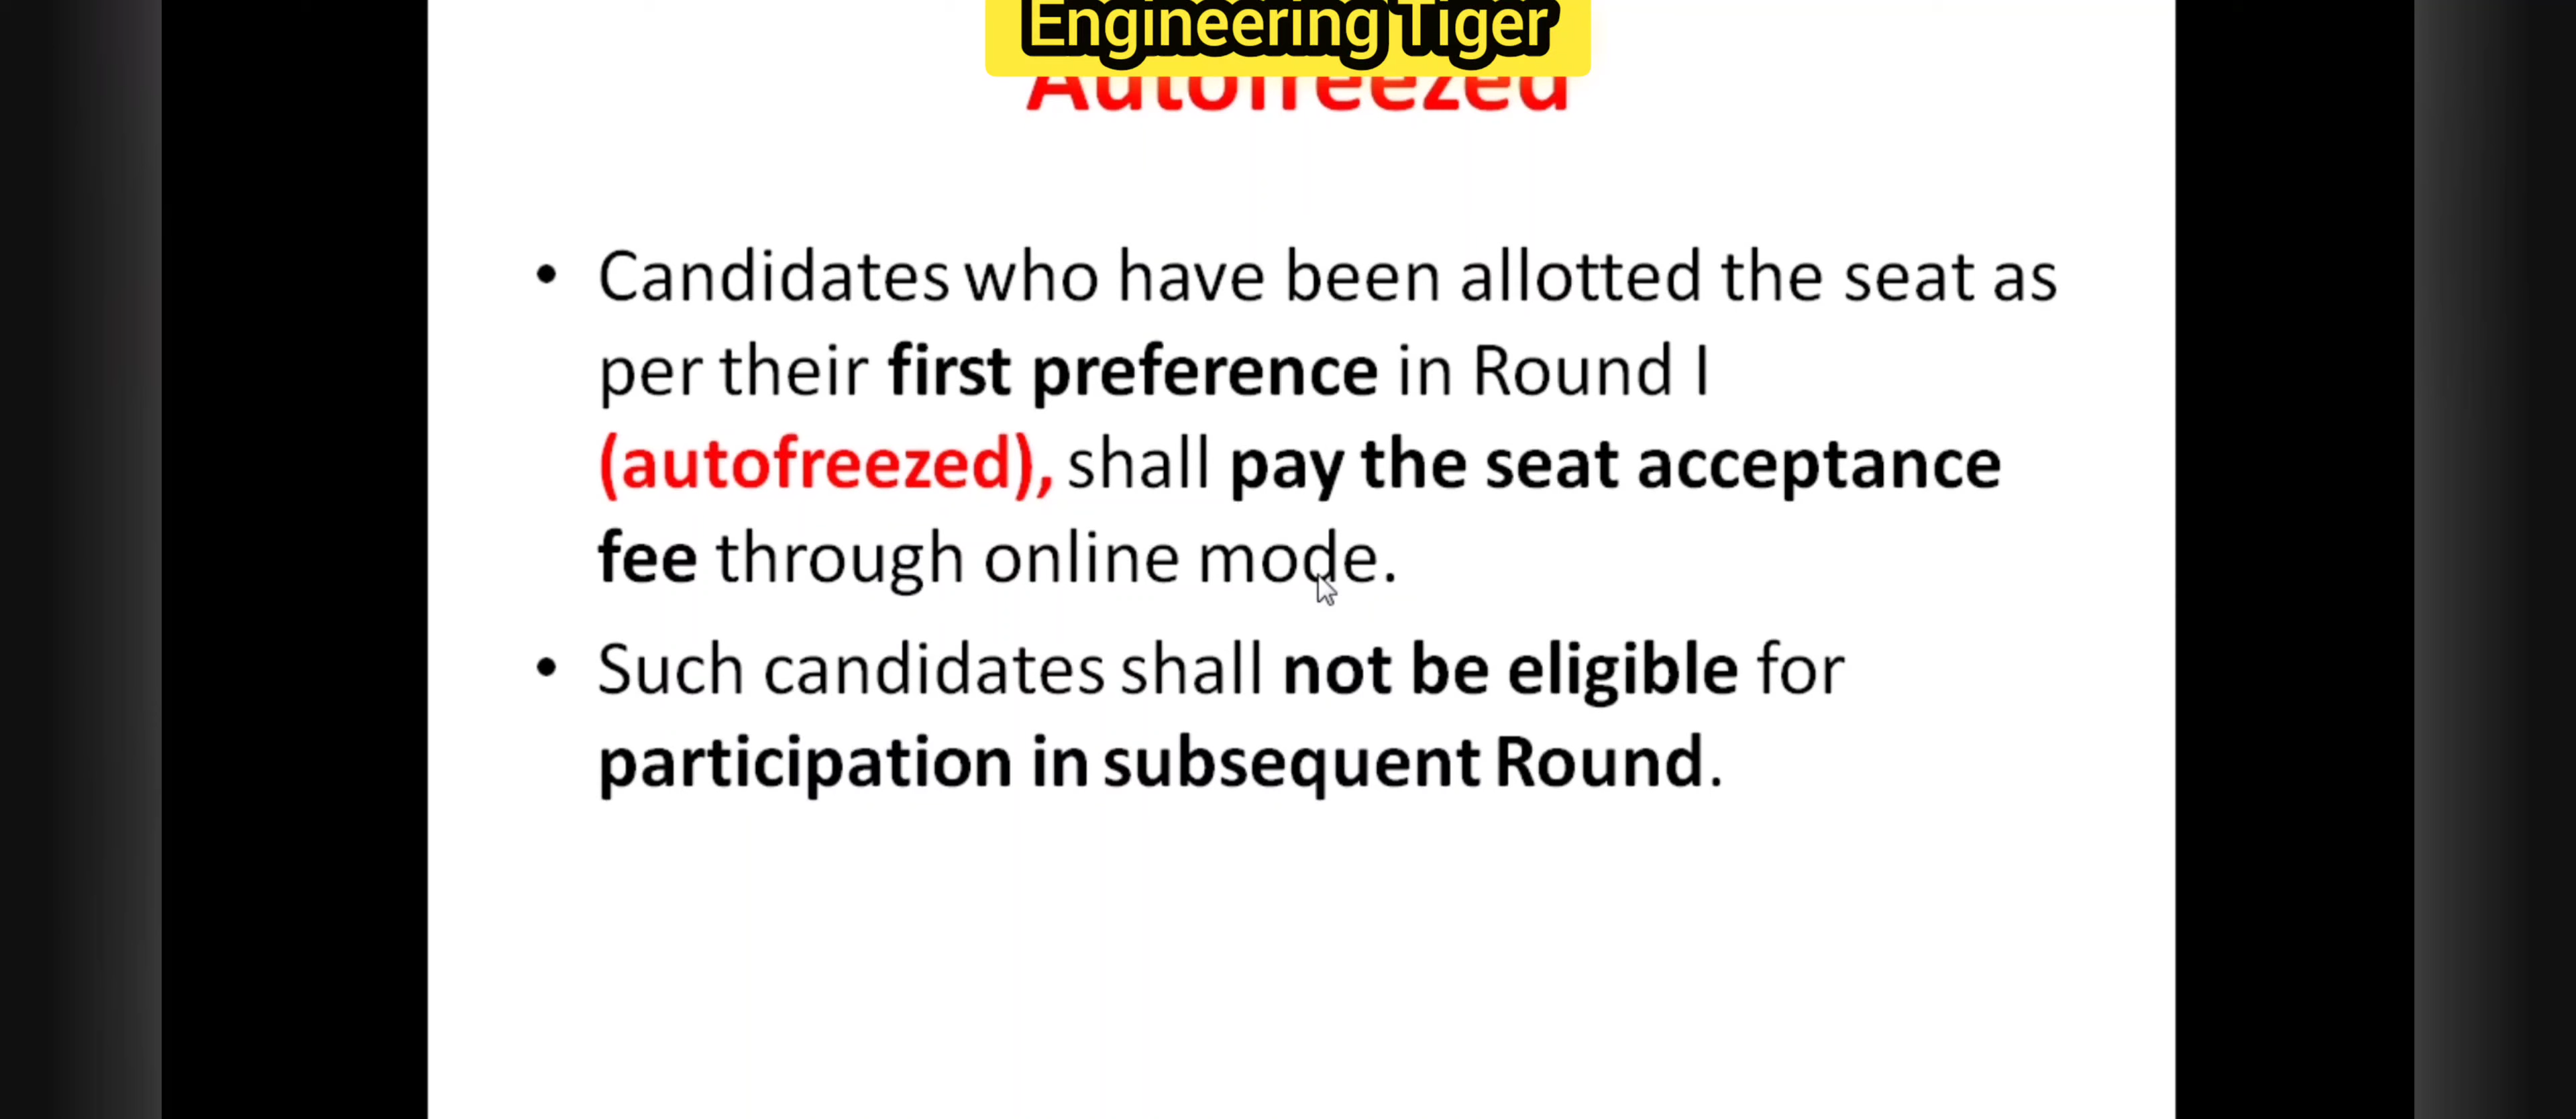 Engineering Tiger
Autofreezed
• Candidates who have been allotted the seat as
per their first preference in Round I
(autofreezed), shall pay the seat acceptance
fee through online mode.
• Such candidates shall not be eligible for
participation in subsequent Round.